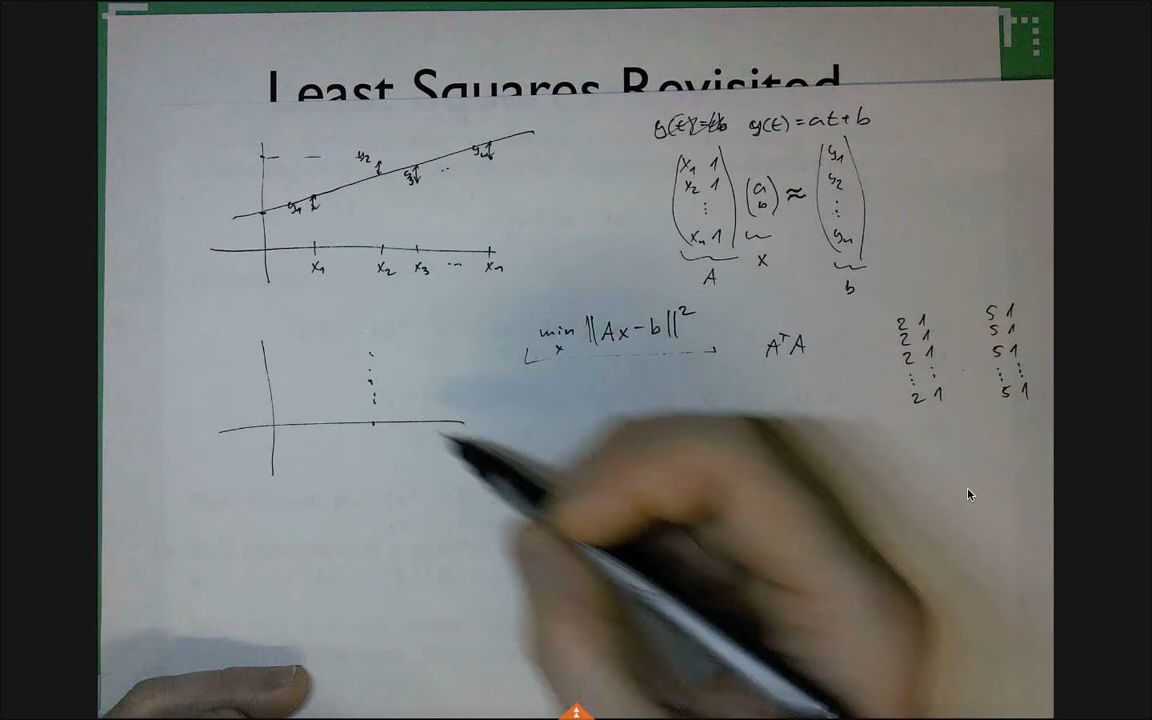 Least Squares Revisited
y(t) = at + b
y1 y2 y3 .. yn
x1 x2 x3 ... xn
x1 1
x2 1
⋮
xn 1
(a b) ≈
y1
y2
⋮
yn
A x b
min x ||Ax - b||²
AᵀA
2 1
2 1
2 1
⋮ ⋮
2 1
5 1
5 1
5 1
⋮ ⋮
5 1